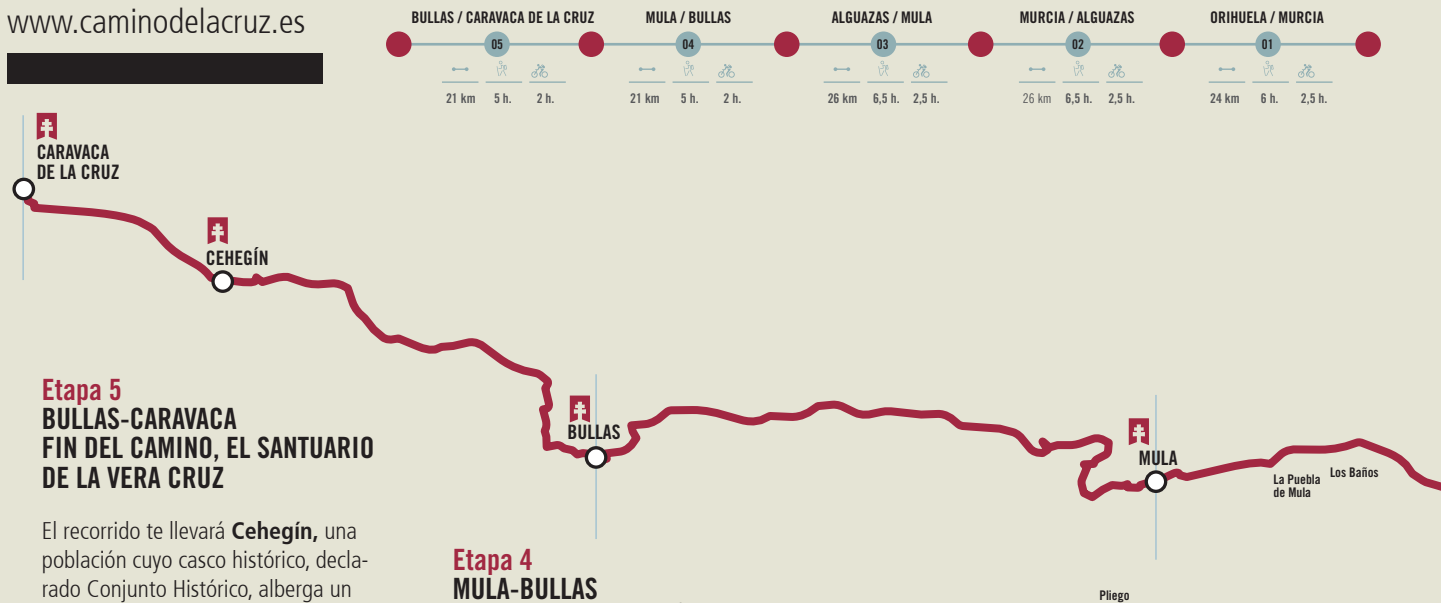 www.caminodelacruz.es
BULLAS / CARAVACA DE LA CRUZ
05
21 km 5 h. 2 h.
MULA / BULLAS
04
21 km 5 h. 2 h.
ALGUAZAS / MULA
03
26 km 6,5 h. 2,5 h.
MURCIA / ALGUAZAS
02
26 km 6,5 h. 2,5 h.
ORIHUELA / MURCIA
01
24 km 6 h. 2,5 h.
CARAVACA
DE LA CRUZ
CEHEGÍN
BULLAS
MULA
La Puebla
de Mula
Los Baños
Pliego
Etapa 5
BULLAS-CARAVACA
FIN DEL CAMINO, EL SANTUARIO
DE LA VERA CRUZ
El recorrido te llevará Cehegín, una
población cuyo casco histórico, decla-
rado Conjunto Histórico, alberga un
Etapa 4
MULA-BULLAS